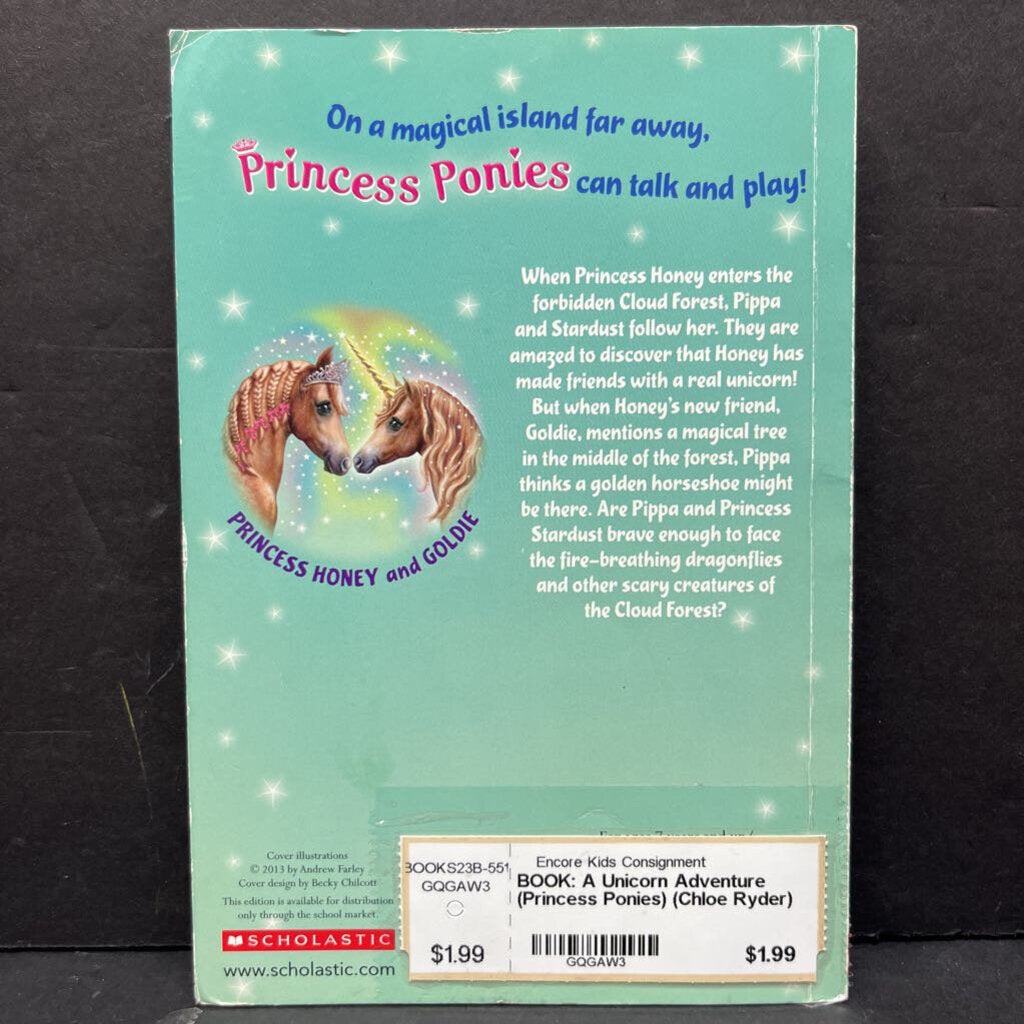 On a magical island far away,
Princess Ponies can talk and play!
When Princess Honey enters the
forbidden Cloud Forest, Pippa
and Stardust follow her. They are
amazed to discover that Honey has
made friends with a real unicorn!
But when Honey's new friend,
Goldie, mentions a magical tree
in the middle of the forest, Pippa
thinks a golden horseshoe might
be there. Are Pippa and Princess
Stardust brave enough to face
the fire-breathing dragonflies
and other scary creatures of
the Cloud Forest?
PRINCESS HONEY and GOLDIE
Cover illustrations
© 2013 by Andrew Farley
Cover design by Becky Chilcott
This edition is available for distribution
only through the school market.
SCHOLASTIC
www.scholastic.com
BOOKS23B-551
GQGAW3
$1.99
Encore Kids Consignment
BOOK: A Unicorn Adventure
(Princess Ponies) (Chloe Ryder)
GQGAW3
$1.99